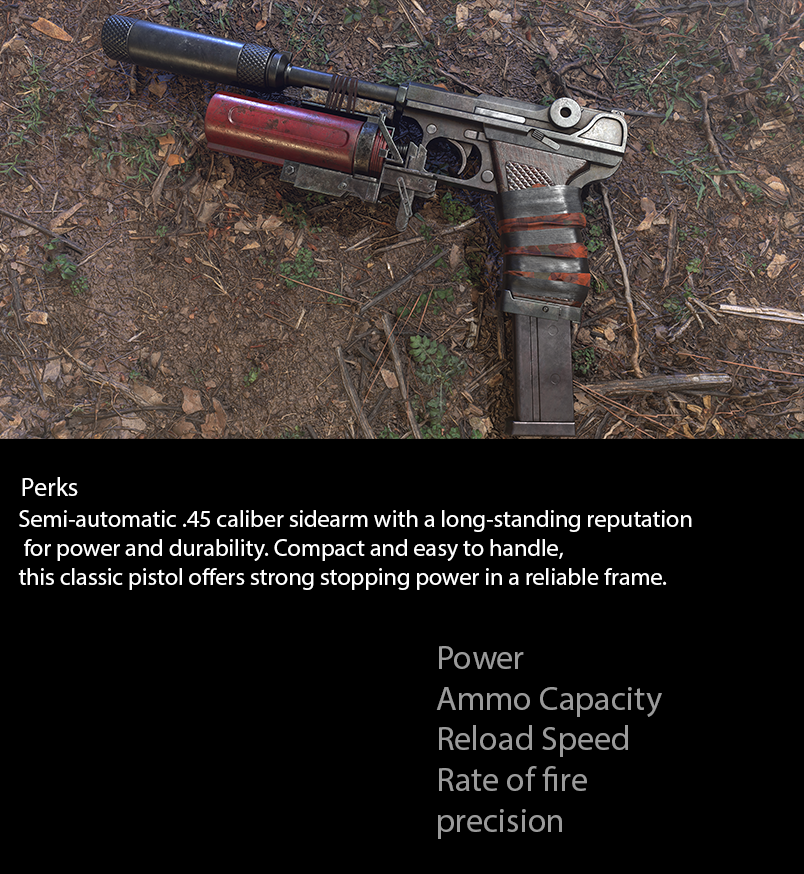 Perks
Semi-automatic .45 caliber sidearm with a long-standing reputation
for power and durability. Compact and easy to handle,
this classic pistol offers strong stopping power in a reliable frame.
Power
Ammo Capacity
Reload Speed
Rate of fire
precision